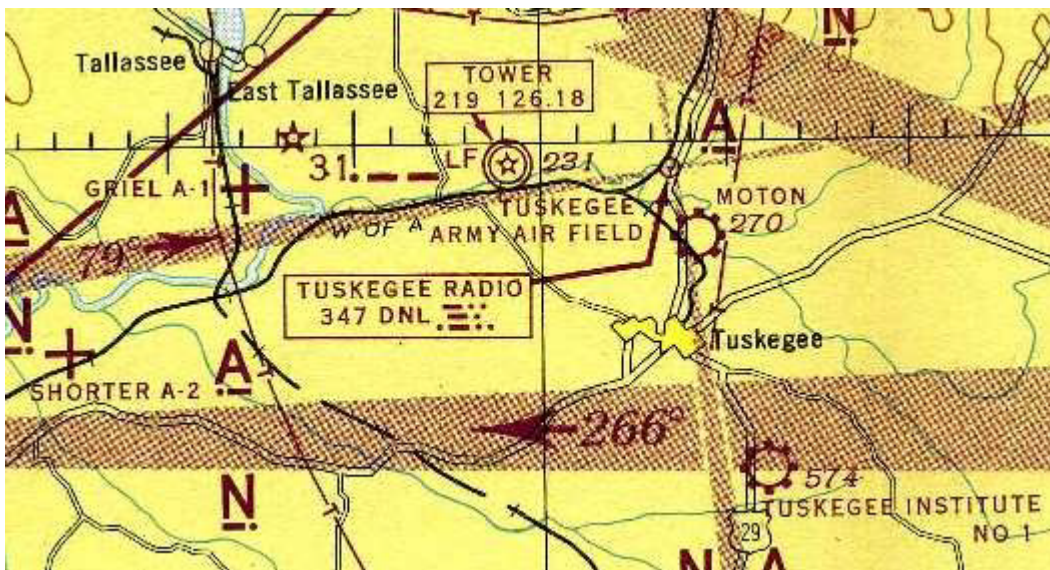 N
TOWER
219 126.18
Tallassee
East Tallassee
A
31
LF
231
GRIEL A-1
MOTON
270
TUSKEGEE
ARMY AIR FIELD
W OF A
A
79°
TUSKEGEE RADIO
347 DNL
N
Tuskegee
SHORTER A-2
A
266°
574
TUSKEGEE INSTITUTE
NO 1
N
29
N
A